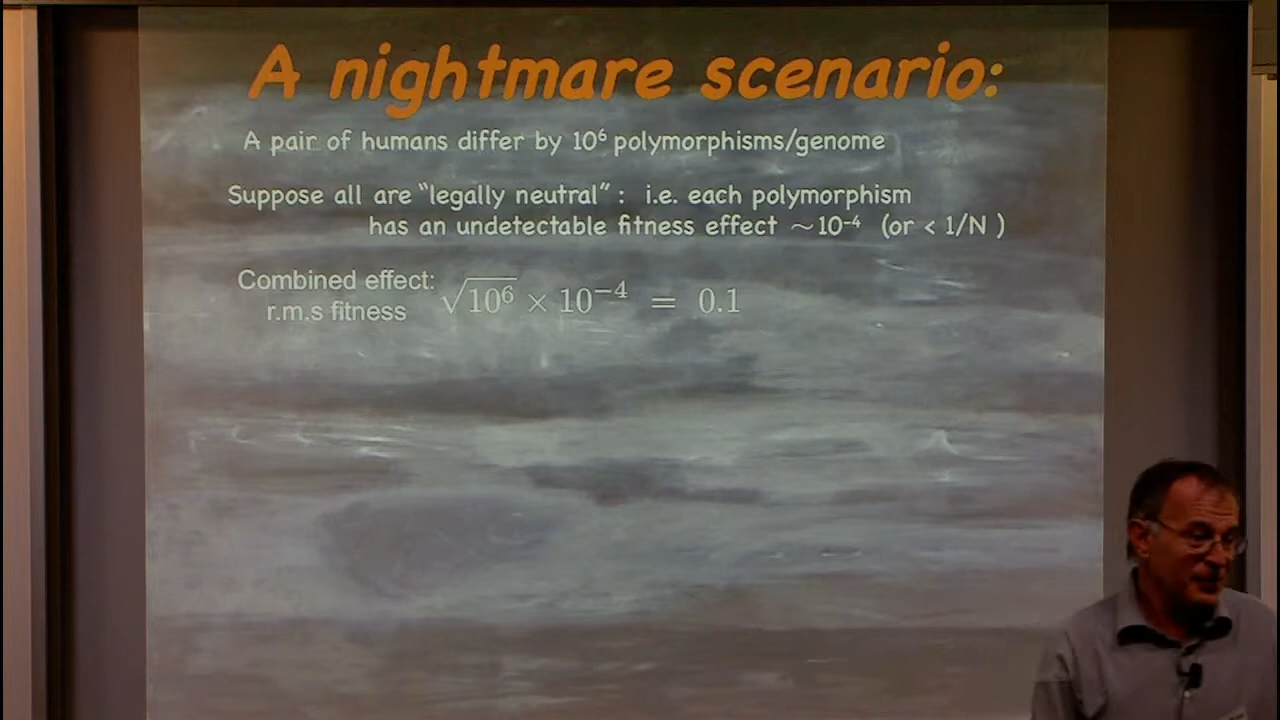 A nightmare scenario:
A pair of humans differ by 10⁶ polymorphisms/genome
Suppose all are “legally neutral” : i.e. each polymorphism
has an undetectable fitness effect ~10⁻⁴ (or < 1/N )
Combined effect:
r.m.s fitness √10⁶ × 10⁻⁴ = 0.1